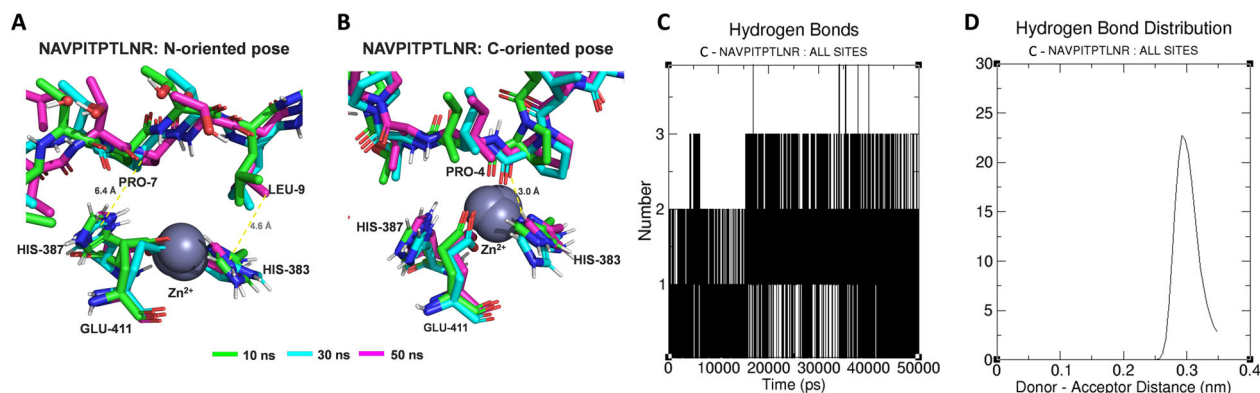 A
NAVPITPTLNR: N-oriented pose
PRO-7
6.4 Å
LEU-9
4.6 Å
HIS-387
HIS-383
Zn²⁺
GLU-411
B
NAVPITPTLNR: C-oriented pose
PRO-4
3.0 Å
HIS-387
Zn²⁺
HIS-383
GLU-411
10 ns 30 ns 50 ns
C
Hydrogen Bonds
C - NAVPITPTLNR : ALL SITES
Number
3
2
1
0 10000 20000 30000 40000 50000
Time (ps)
D
Hydrogen Bond Distribution
C - NAVPITPTLNR : ALL SITES
30
25
20
15
10
5
0
0 0.1 0.2 0.3 0.4
Donor - Acceptor Distance (nm)